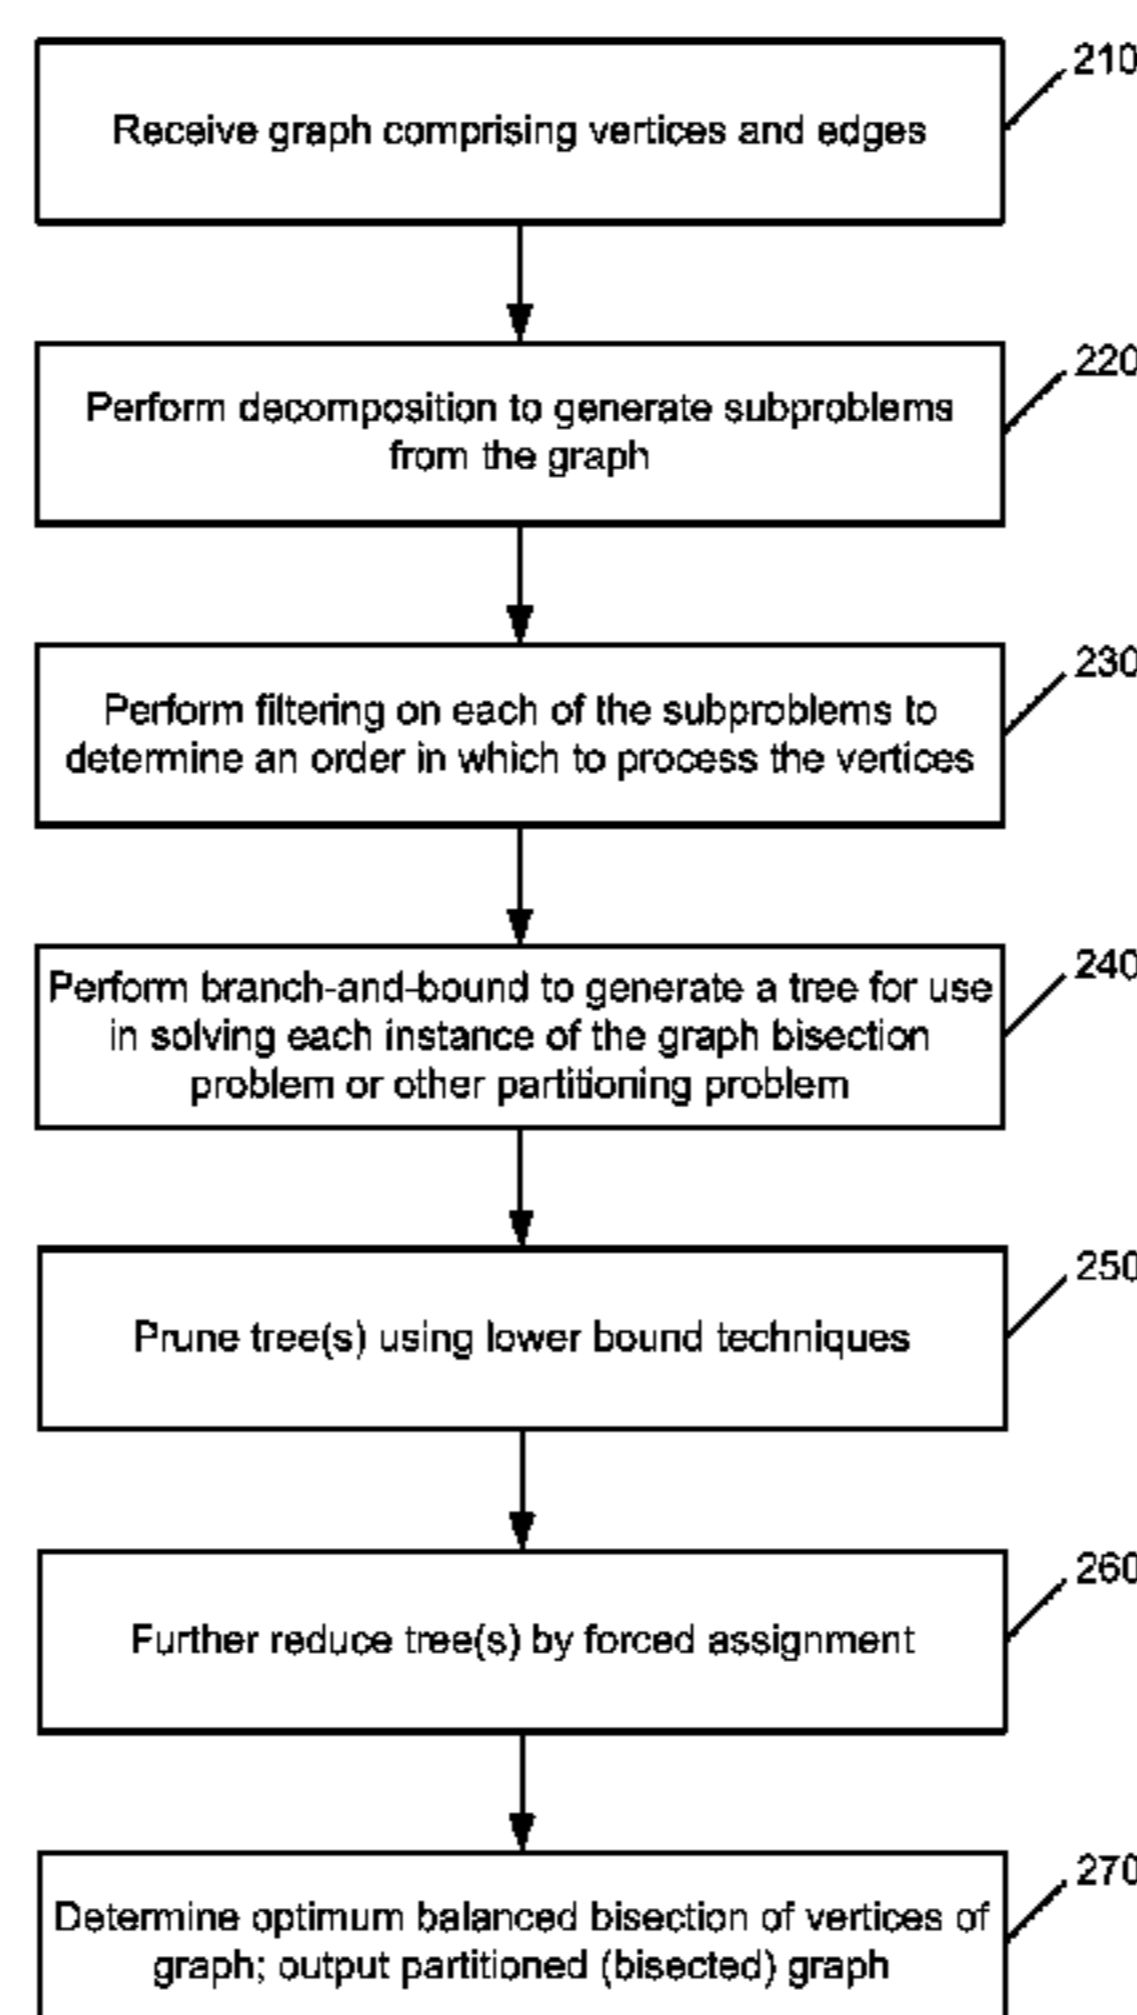 210
Receive graph comprising vertices and edges
220
Perform decomposition to generate subproblems
from the graph
230
Perform filtering on each of the subproblems to
determine an order in which to process the vertices
240
Perform branch-and-bound to generate a tree for use
in solving each instance of the graph bisection
problem or other partitioning problem
250
Prune tree(s) using lower bound techniques
260
Further reduce tree(s) by forced assignment
270
Determine optimum balanced bisection of vertices of
graph; output partitioned (bisected) graph